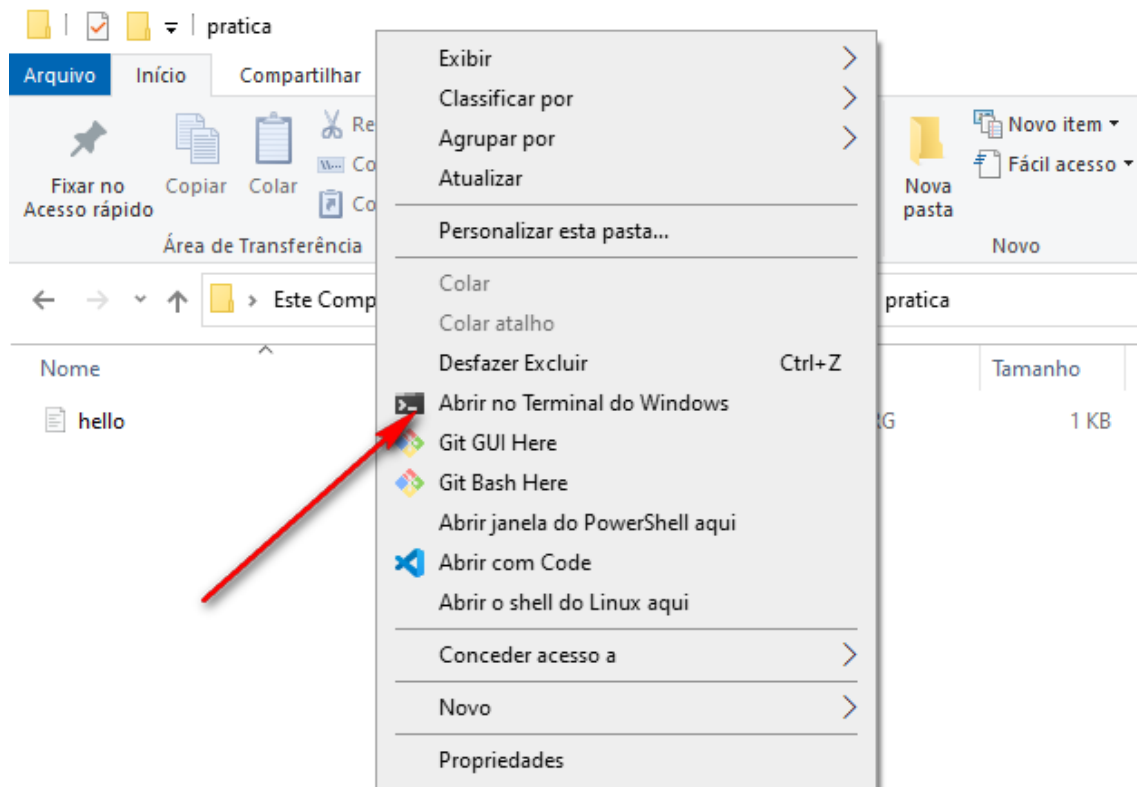 pratica
Arquivo Início Compartilhar
Fixar no
Acesso rápido
Copiar
Colar
Re
Co
Co
Área de Transferência
Nova
pasta
Novo item
Fácil acesso
Novo
Este Comp
pratica
Nome
Tamanho
hello
1 KB
Exibir
Classificar por
Agrupar por
Atualizar
Personalizar esta pasta...
Colar
Colar atalho
Desfazer Excluir Ctrl+Z
Abrir no Terminal do Windows
Git GUI Here
Git Bash Here
Abrir janela do PowerShell aqui
Abrir com Code
Abrir o shell do Linux aqui
Conceder acesso a
Novo
Propriedades